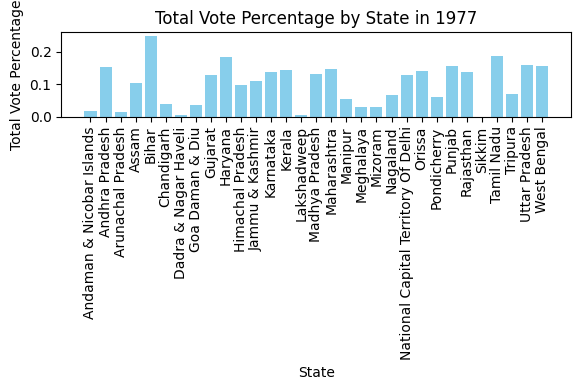 Total Vote Percentage by State in 1977
Total Vote Percentage
0.2
0.1
0.0
Andaman & Nicobar Islands
Andhra Pradesh
Arunachal Pradesh
Assam
Bihar
Chandigarh
Dadra & Nagar Haveli
Goa Daman & Diu
Gujarat
Haryana
Himachal Pradesh
Jammu & Kashmir
Karnataka
Kerala
Lakshadweep
Madhya Pradesh
Maharashtra
Manipur
Meghalaya
Mizoram
Nagaland
National Capital Territory Of Delhi
Orissa
Pondicherry
Punjab
Rajasthan
Sikkim
Tamil Nadu
Tripura
Uttar Pradesh
West Bengal
State